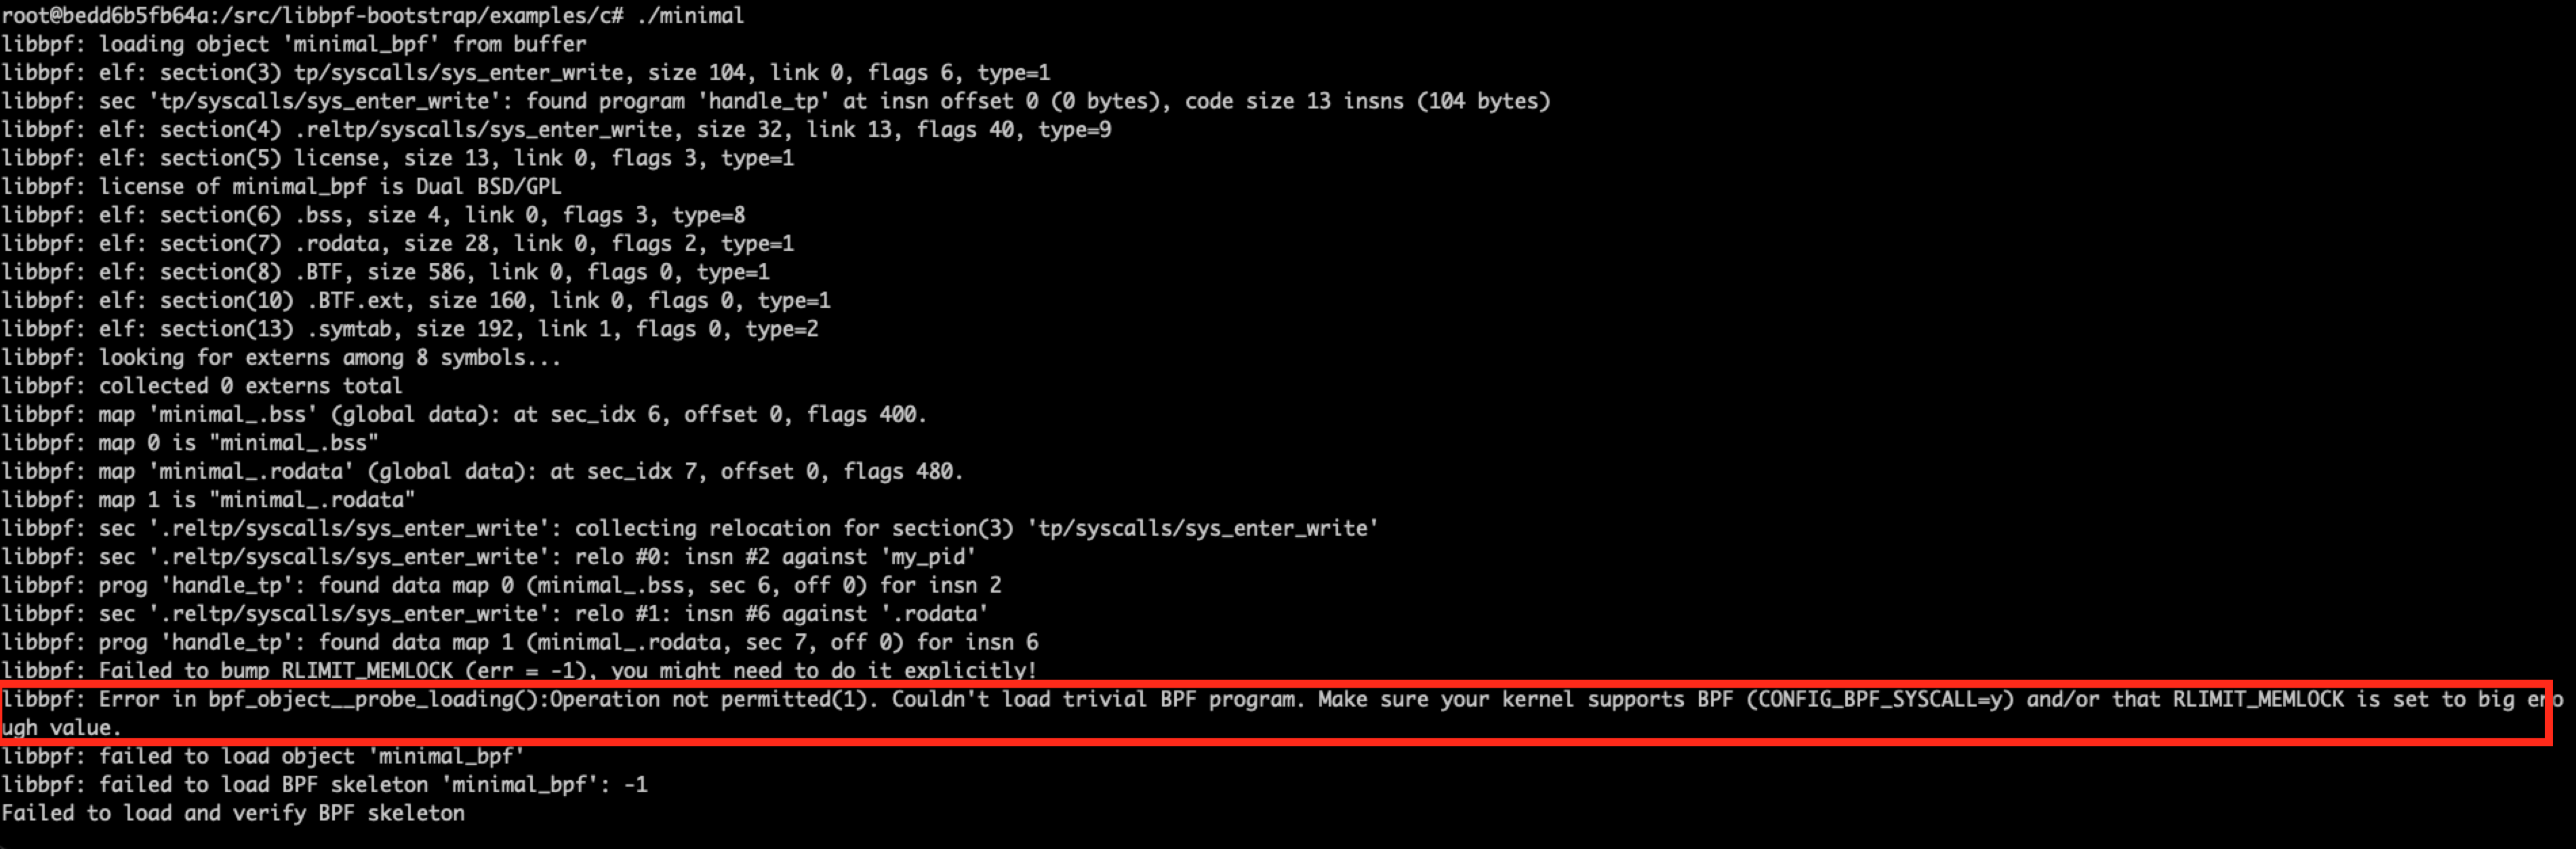 root@bedd6b5fb64a:/src/libbpf-bootstrap/examples/c# ./minimal
libbpf: loading object 'minimal_bpf' from buffer
libbpf: elf: section(3) tp/syscalls/sys_enter_write, size 104, link 0, flags 6, type=1
libbpf: sec 'tp/syscalls/sys_enter_write': found program 'handle_tp' at insn offset 0 (0 bytes), code size 13 insns (104 bytes)
libbpf: elf: section(4) .reltp/syscalls/sys_enter_write, size 32, link 13, flags 40, type=9
libbpf: elf: section(5) license, size 13, link 0, flags 3, type=1
libbpf: license of minimal_bpf is Dual BSD/GPL
libbpf: elf: section(6) .bss, size 4, link 0, flags 3, type=8
libbpf: elf: section(7) .rodata, size 28, link 0, flags 2, type=1
libbpf: elf: section(8) .BTF, size 586, link 0, flags 0, type=1
libbpf: elf: section(10) .BTF.ext, size 160, link 0, flags 0, type=1
libbpf: elf: section(13) .symtab, size 192, link 1, flags 0, type=2
libbpf: looking for externs among 8 symbols...
libbpf: collected 0 externs total
libbpf: map 'minimal_.bss' (global data): at sec_idx 6, offset 0, flags 400.
libbpf: map 0 is "minimal_.bss"
libbpf: map 'minimal_.rodata' (global data): at sec_idx 7, offset 0, flags 480.
libbpf: map 1 is "minimal_.rodata"
libbpf: sec '.reltp/syscalls/sys_enter_write': collecting relocation for section(3) 'tp/syscalls/sys_enter_write'
libbpf: sec '.reltp/syscalls/sys_enter_write': relo #0: insn #2 against 'my_pid'
libbpf: prog 'handle_tp': found data map 0 (minimal_.bss, sec 6, off 0) for insn 2
libbpf: sec '.reltp/syscalls/sys_enter_write': relo #1: insn #6 against '.rodata'
libbpf: prog 'handle_tp': found data map 1 (minimal_.rodata, sec 7, off 0) for insn 6
libbpf: Failed to bump RLIMIT_MEMLOCK (err = -1), you might need to do it explicitly!
libbpf: Error in bpf_object__probe_loading():Operation not permitted(1). Couldn't load trivial BPF program. Make sure your kernel supports BPF (CONFIG_BPF_SYSCALL=y) and/or that RLIMIT_MEMLOCK is set to big eno
ugh value.
libbpf: failed to load object 'minimal_bpf'
libbpf: failed to load BPF skeleton 'minimal_bpf': -1
Failed to load and verify BPF skeleton